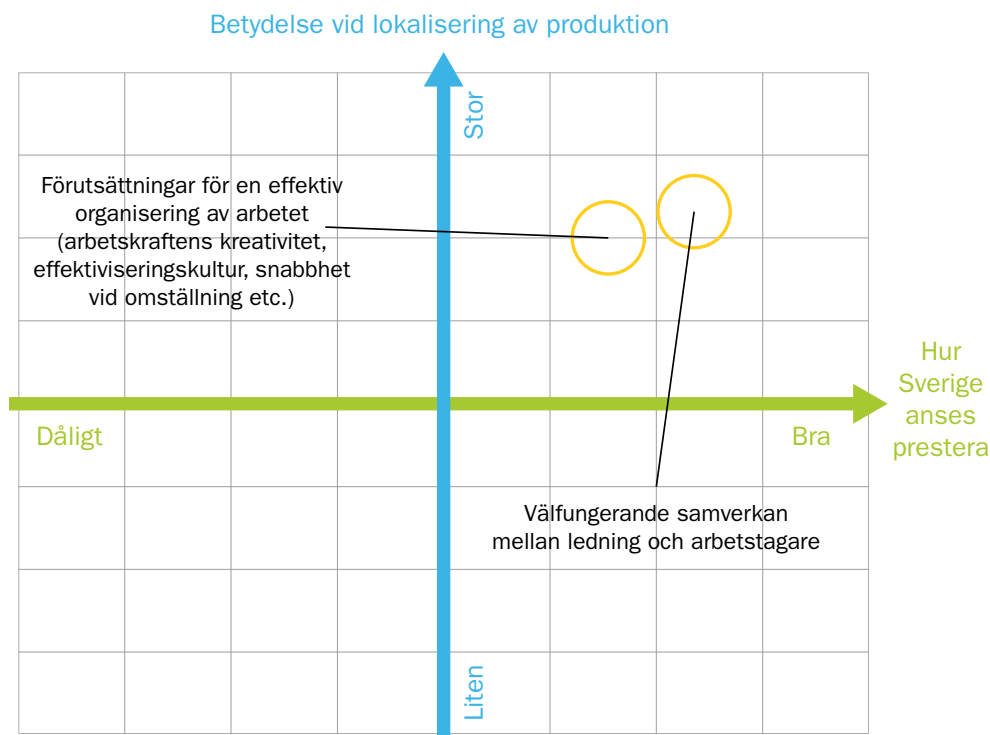 Betydelse vid lokalisering av produktion
Stor
Förutsättningar för en effektiv
organisering av arbetet
(arbetskraftens kreativitet,
effektiviseringskultur, snabbhet
vid omställning etc.)
Hur
Sverige
anses
prestera
Dåligt
Bra
Välfungerande samverkan
mellan ledning och arbetstagare
Liten